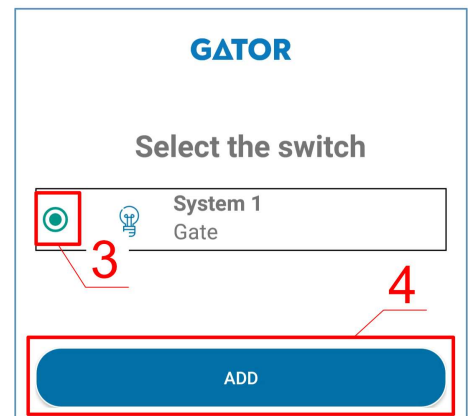 GATOR
Select the switch
System 1
Gate
3
4
ADD